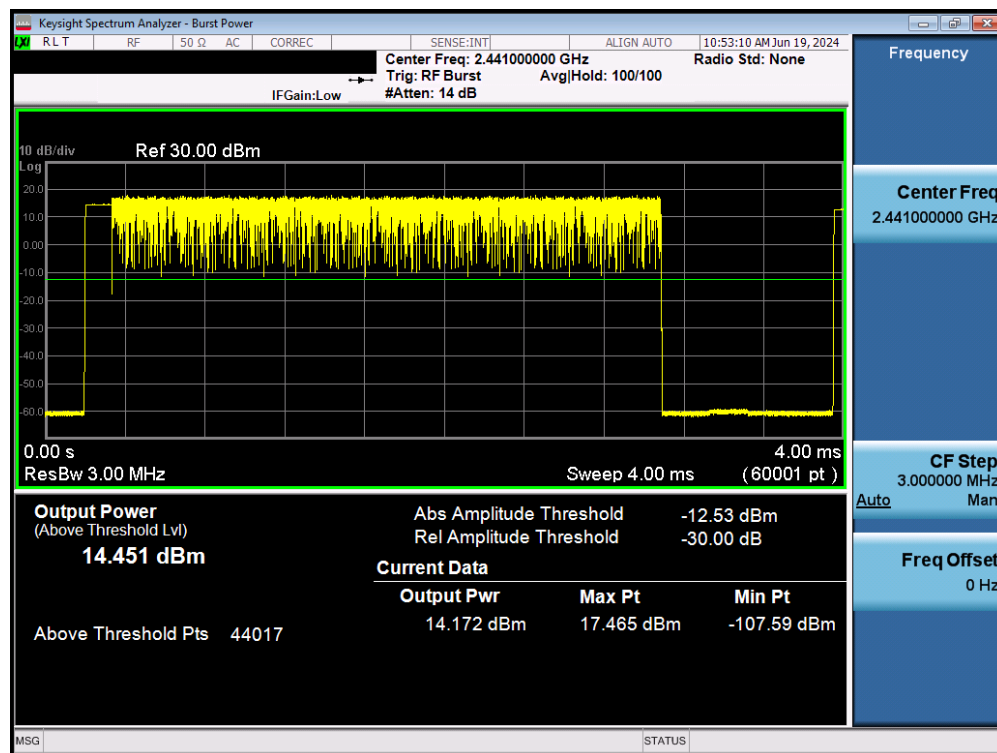 Keysight Spectrum Analyzer - Burst Power
LXI RLT RF 50 Ω AC CORREC SENSE:INT ALIGN AUTO 10:53:10 AM Jun 19, 2024
Center Freq: 2.441000000 GHz Radio Std: None
Trig: RF Burst Avg|Hold: 100/100
IFGain:Low #Atten: 14 dB
10 dB/div Ref 30.00 dBm
Log
20.0
10.0
0.00
-10.0
-20.0
-30.0
-40.0
-50.0
-60.0
0.00 s 4.00 ms
ResBw 3.00 MHz Sweep 4.00 ms (60001 pt)
Output Power
(Above Threshold Lvl)
14.451 dBm
Above Threshold Pts 44017
Abs Amplitude Threshold -12.53 dBm
Rel Amplitude Threshold -30.00 dB
Current Data
Output Pwr Max Pt Min Pt
14.172 dBm 17.465 dBm -107.59 dBm
Frequency
Center Freq
2.441000000 GHz
CF Step
3.000000 MHz
Auto Man
Freq Offset
0 Hz
MSG STATUS